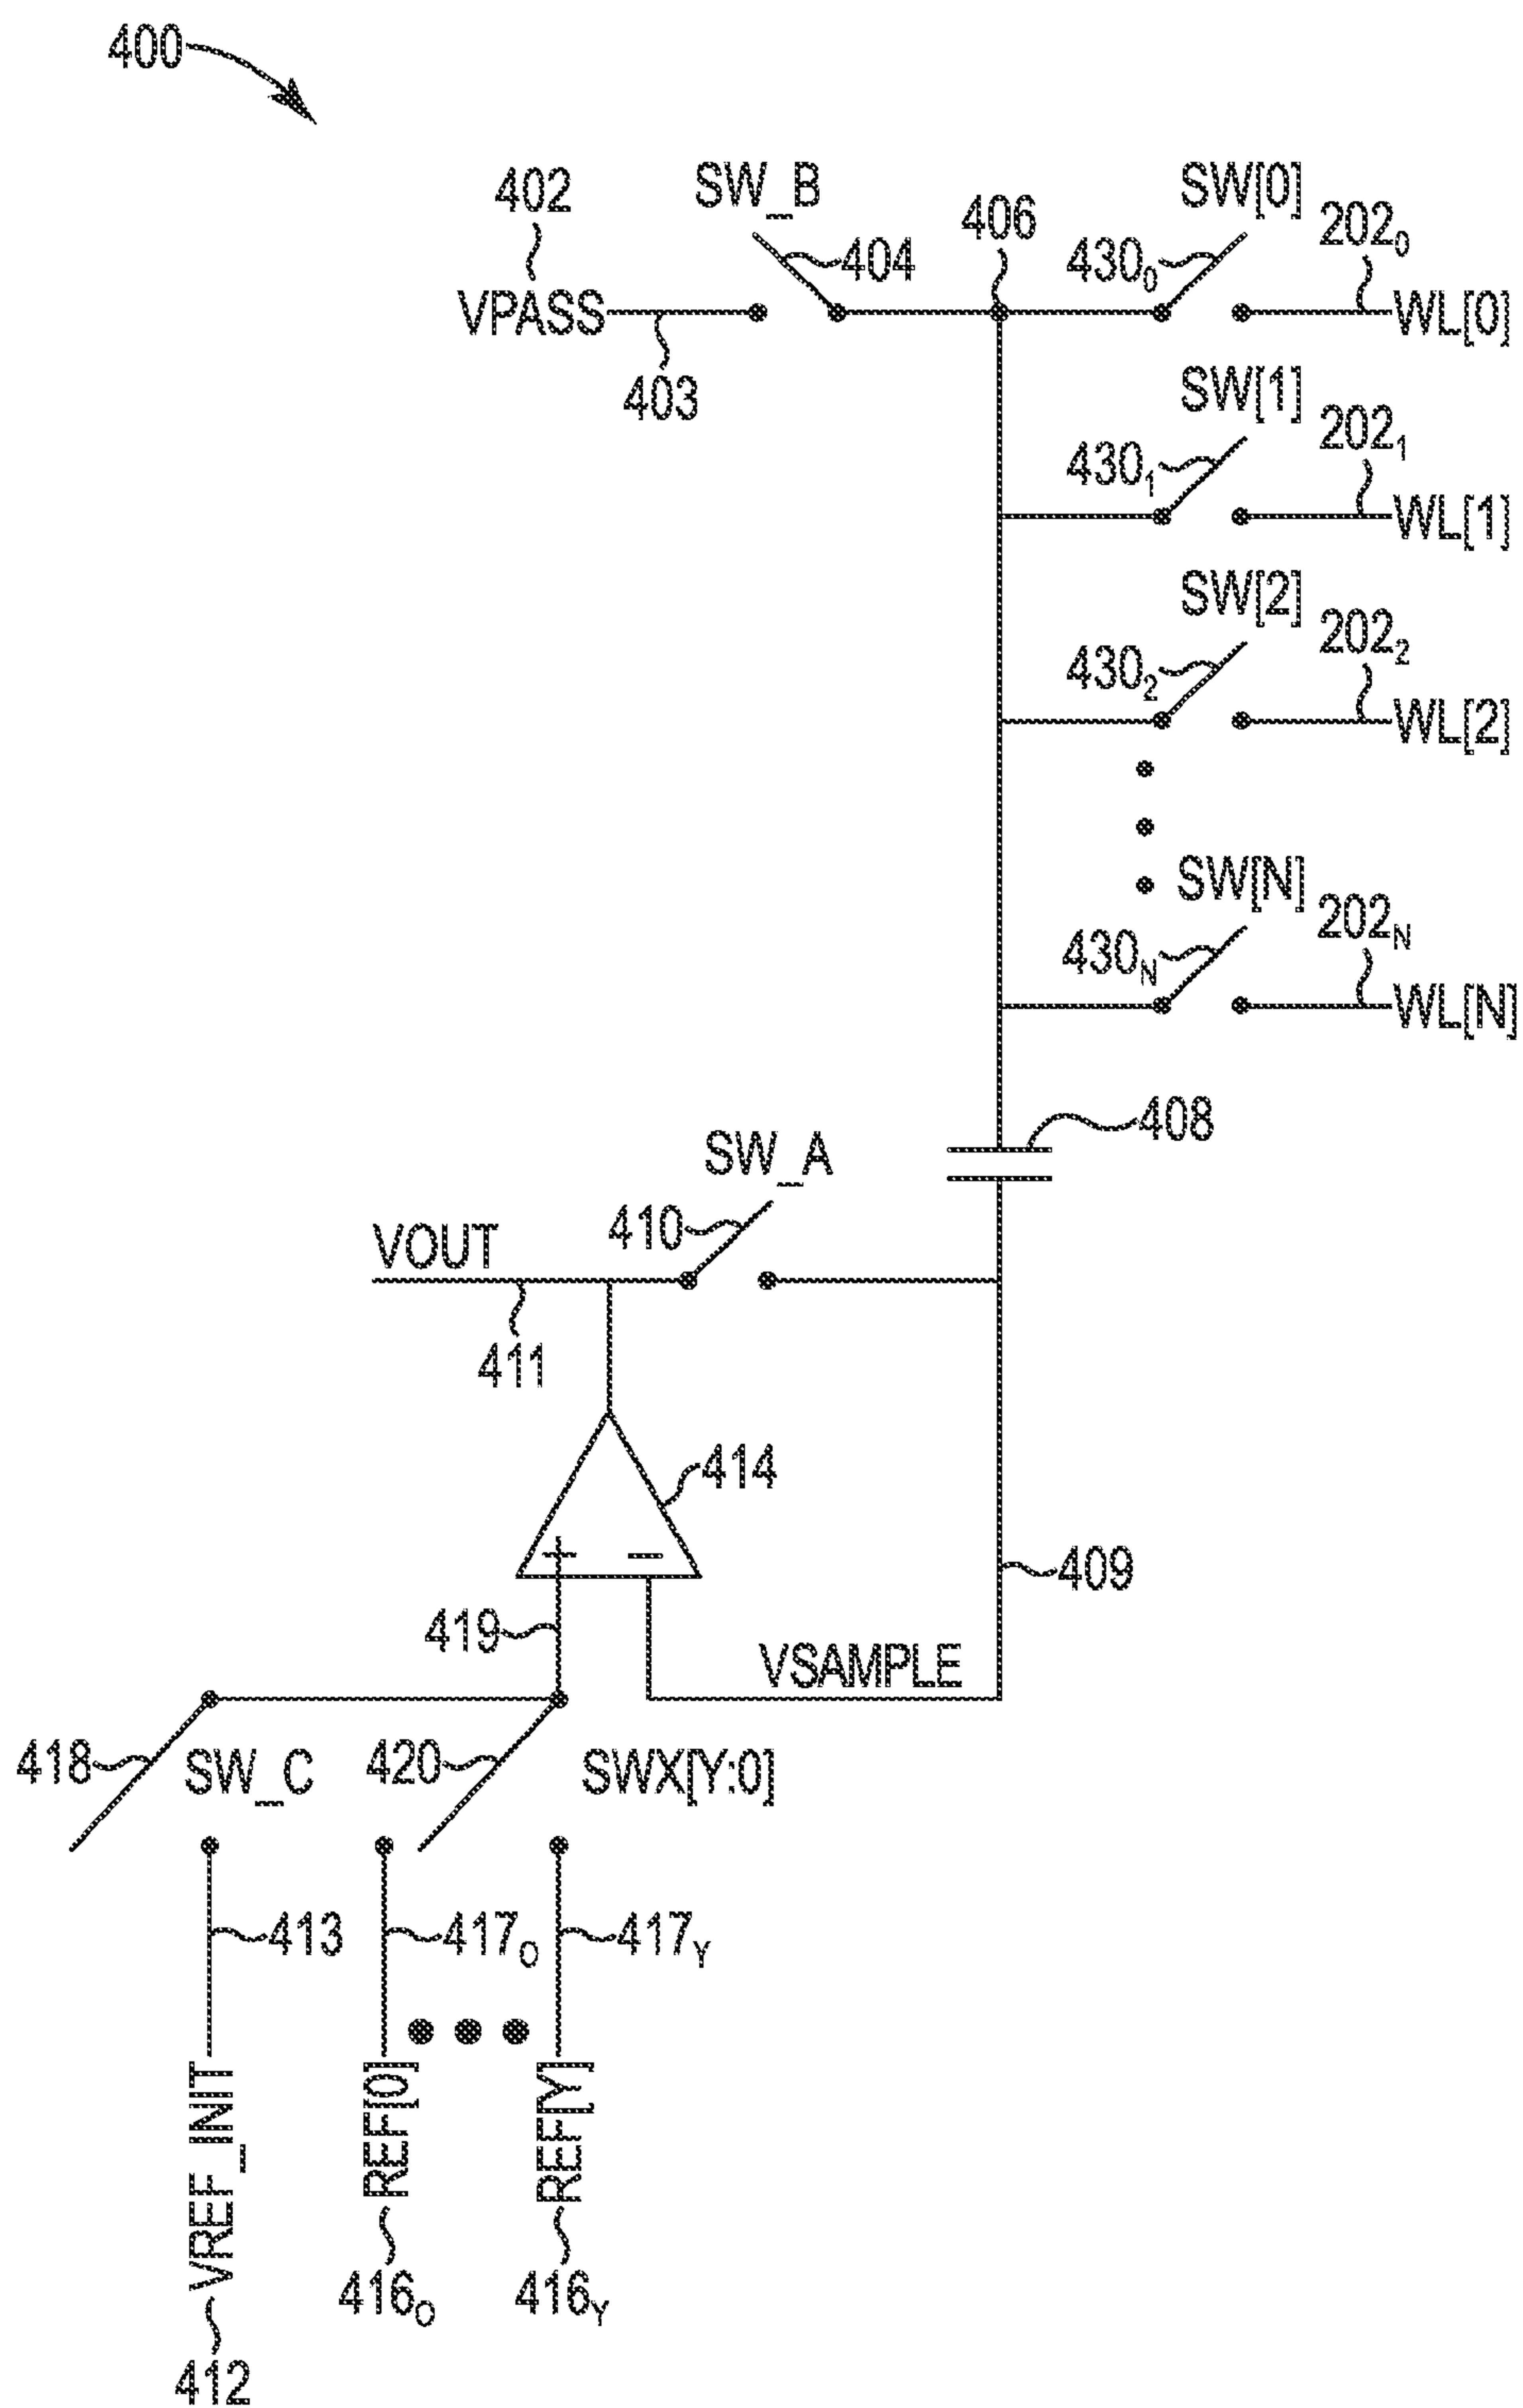 400
402
SW_B
406
SW[0]
404
430₀
202₀
VPASS
WL[0]
403
SW[1]
430₁
202₁
WL[1]
SW[2]
430₂
202₂
WL[2]
SW[N]
430N
202N
WL[N]
408
SW_A
410
VOUT
411
414
+ −
409
419
VSAMPLE
418
SW_C
420
SWX[Y:0]
413
417₀
417Y
VREF_INIT
REF[0]
REF[Y]
416₀
416Y
412